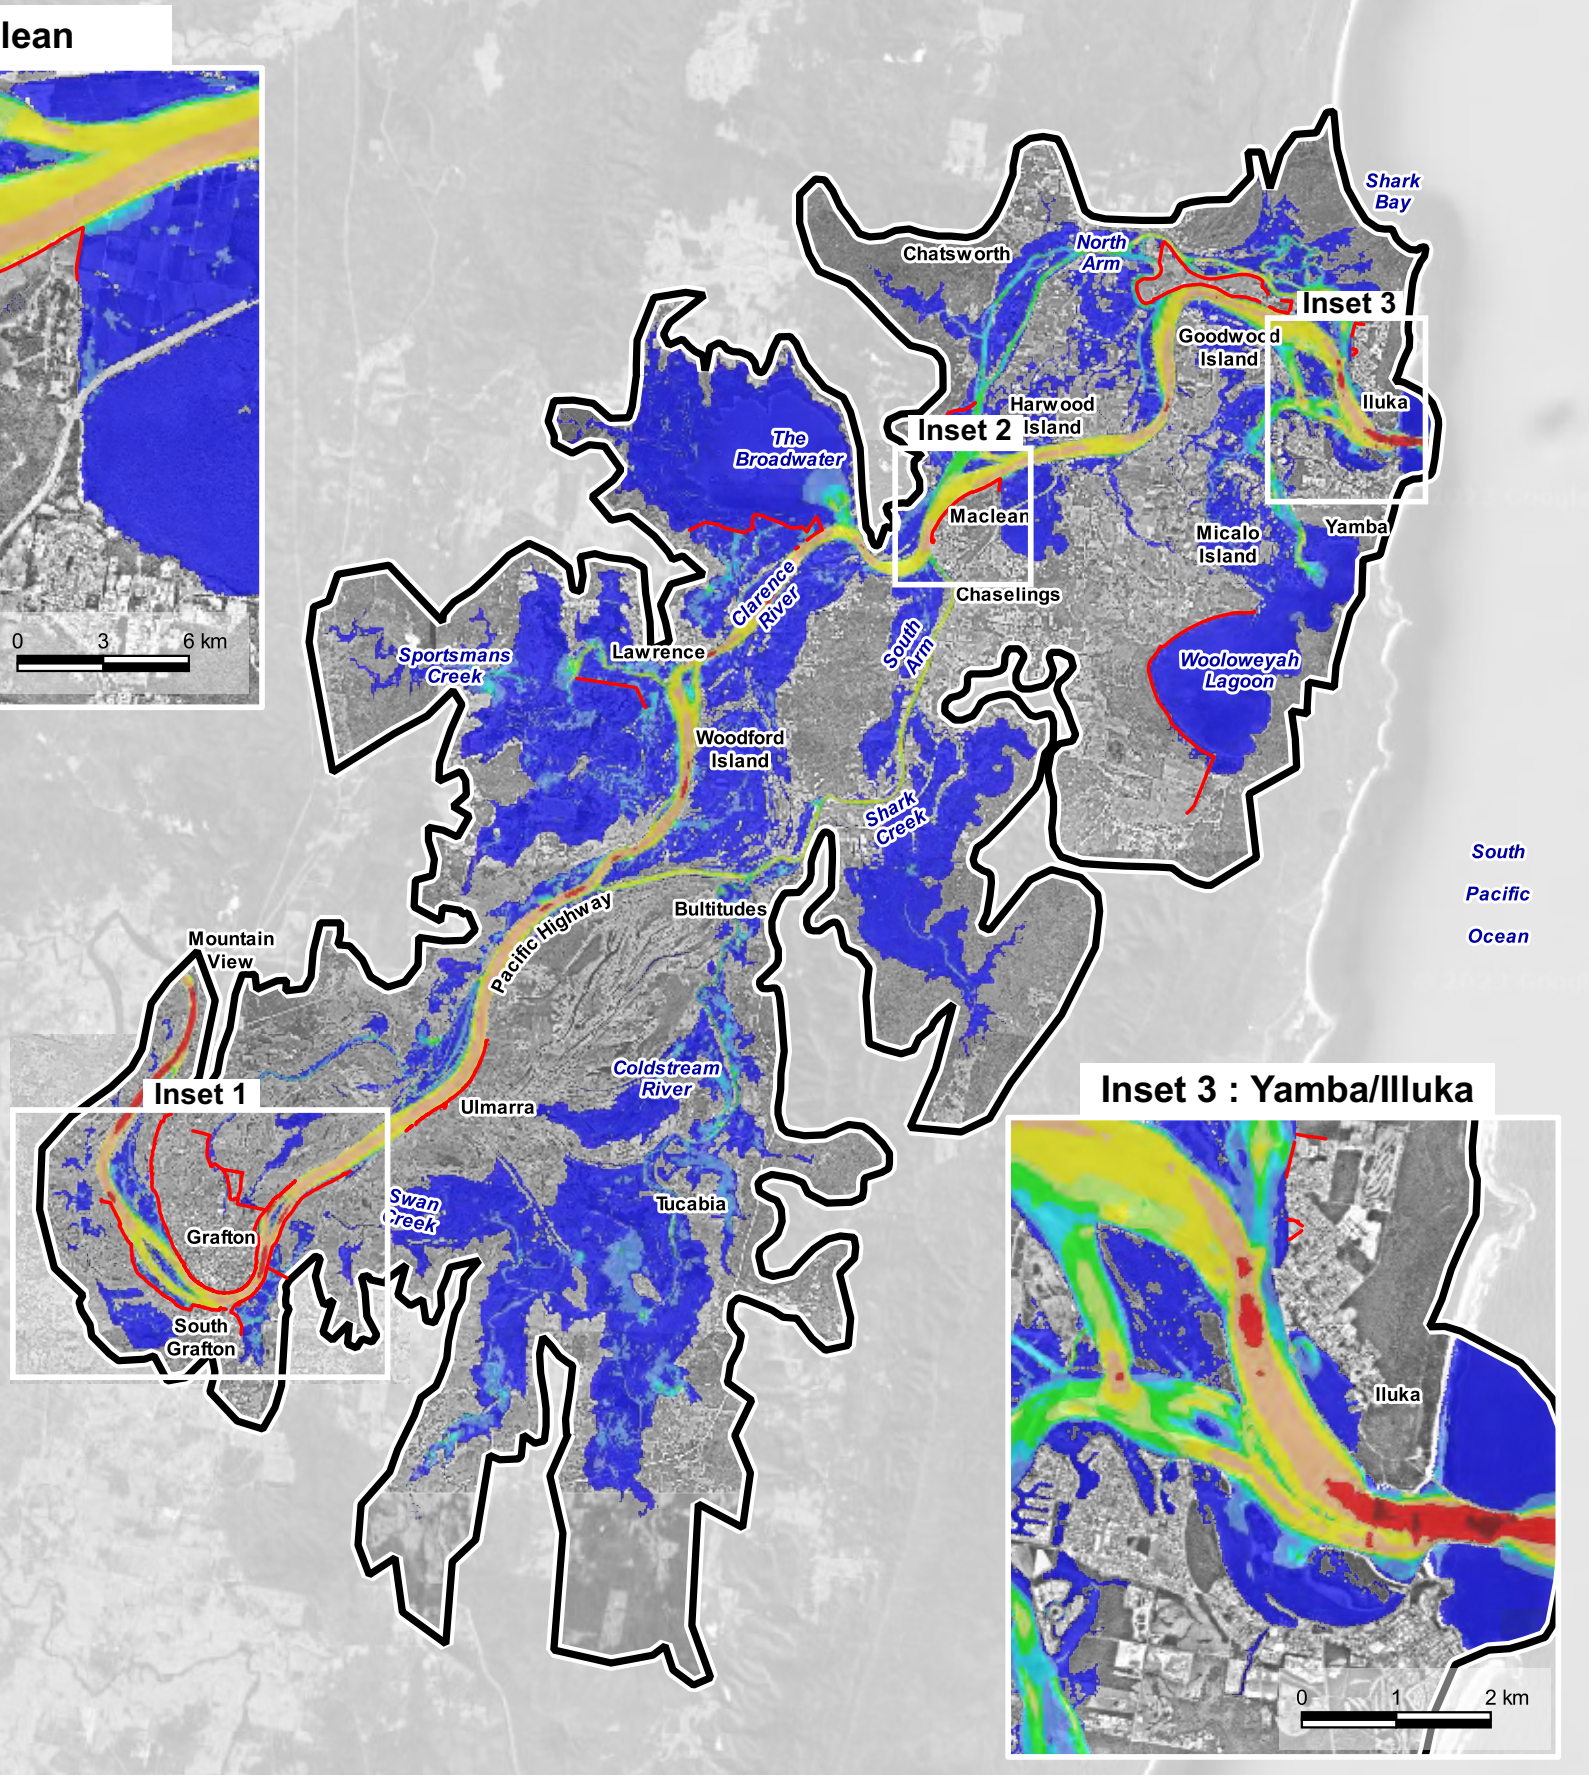 lean
0 3 6 km
Shark
Bay
Chatsworth
North
Arm
Inset 3
Goodwood
Island
Iluka
Harwood
Island
Inset 2
The
Broadwater
Maclean
Micalo
Island
Yamba
Clarence
River
Chaselings
South
Arm
Lawrence
Sportsmans
Creek
Wooloweyah
Lagoon
Woodford
Island
Shark
Creek
South
Pacific
Ocean
Bultitudes
Pacific Highway
Mountain
View
Coldstream
River
Inset 1
Ulmarra
Swan
Creek
Tucabia
Grafton
South
Grafton
Inset 3 : Yamba/Illuka
Iluka
0 1 2 km